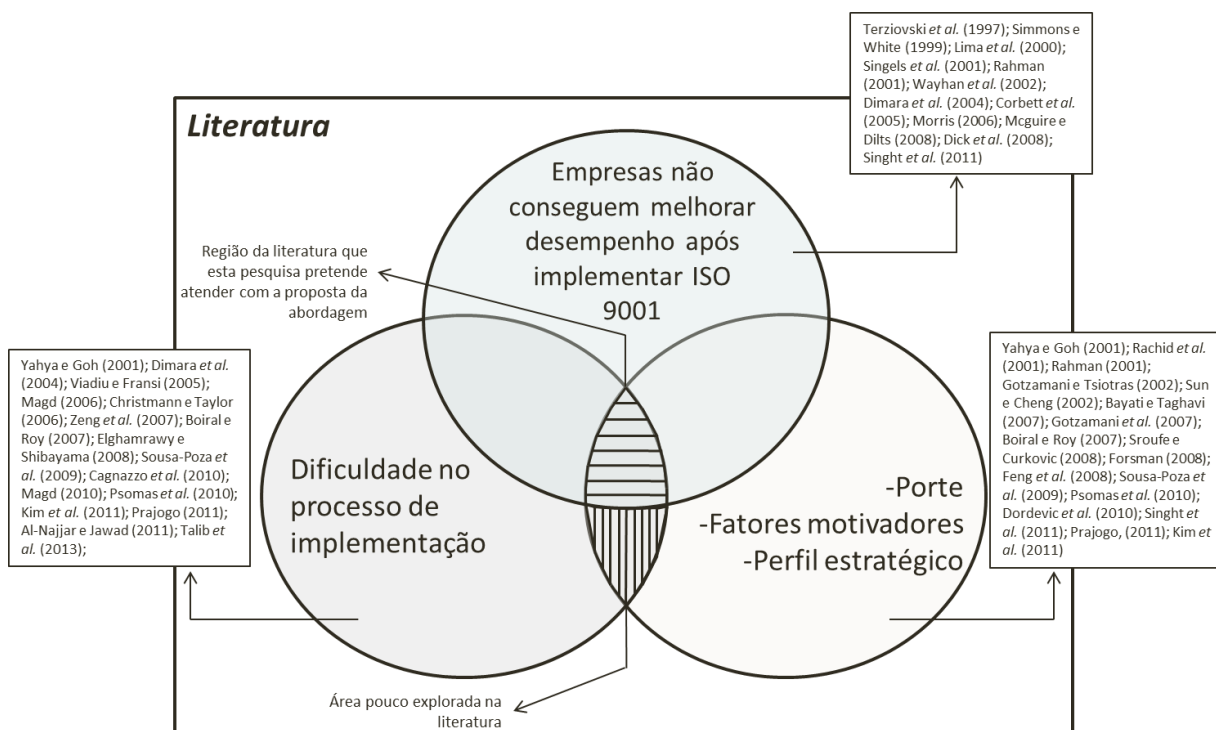 Terziovski et al. (1997); Simmons e
White (1999); Lima et al. (2000);
Singels et al. (2001); Rahman
(2001); Wayhan et al. (2002);
Dimara et al. (2004); Corbett et al.
(2005); Morris (2006); Mcguire e
Dilts (2008); Dick et al. (2008);
Singht et al. (2011)
Literatura
Empresas não
conseguem melhorar
desempenho após
implementar ISO
9001
Região da literatura que
esta pesquisa pretende
atender com a proposta da
abordagem
Yahya e Goh (2001); Dimara et al.
(2004); Viadiu e Fransi (2005);
Magd (2006); Christmann e Taylor
(2006); Zeng et al. (2007); Boiral e
Roy (2007); Elghamrawy e
Shibayama (2008); Sousa-Poza et
al. (2009); Cagnazzo et al. (2010);
Magd (2010); Psomas et al. (2010);
Kim et al. (2011); Prajogo (2011);
Al-Najjar e Jawad (2011); Talib et
al. (2013);
Dificuldade no
processo de
implementação
-Porte
-Fatores motivadores
-Perfil estratégico
Yahya e Goh (2001); Rachid et al.
(2001); Rahman (2001);
Gotzamani e Tsiotras (2002); Sun
e Cheng (2002); Bayati e Taghavi
(2007); Gotzamani et al. (2007);
Boiral e Roy (2007); Sroufe e
Curkovic (2008); Forsman (2008);
Feng et al. (2008); Sousa-Poza et
al. (2009); Psomas et al. (2010);
Dordevic et al. (2010); Singht et
al. (2011); Prajogo, (2011); Kim et
al (2011)
Área pouco explorada na
literatura